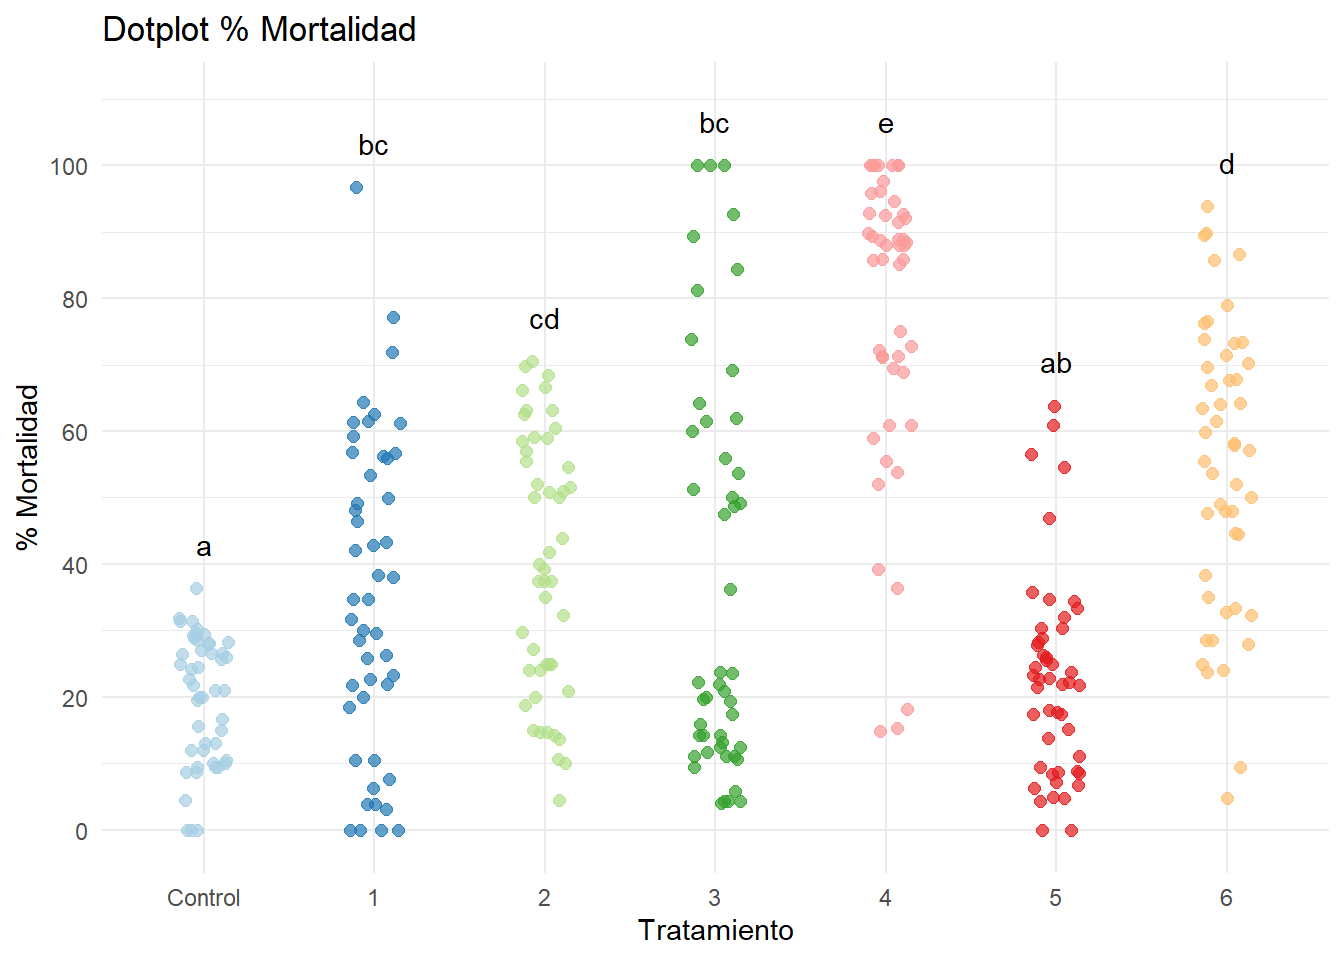 Dotplot % Mortalidad
bc
bc
e
d
cd
ab
a
100
80
60
40
20
0
% Mortalidad
Control 1 2 3 4 5 6
Tratamiento